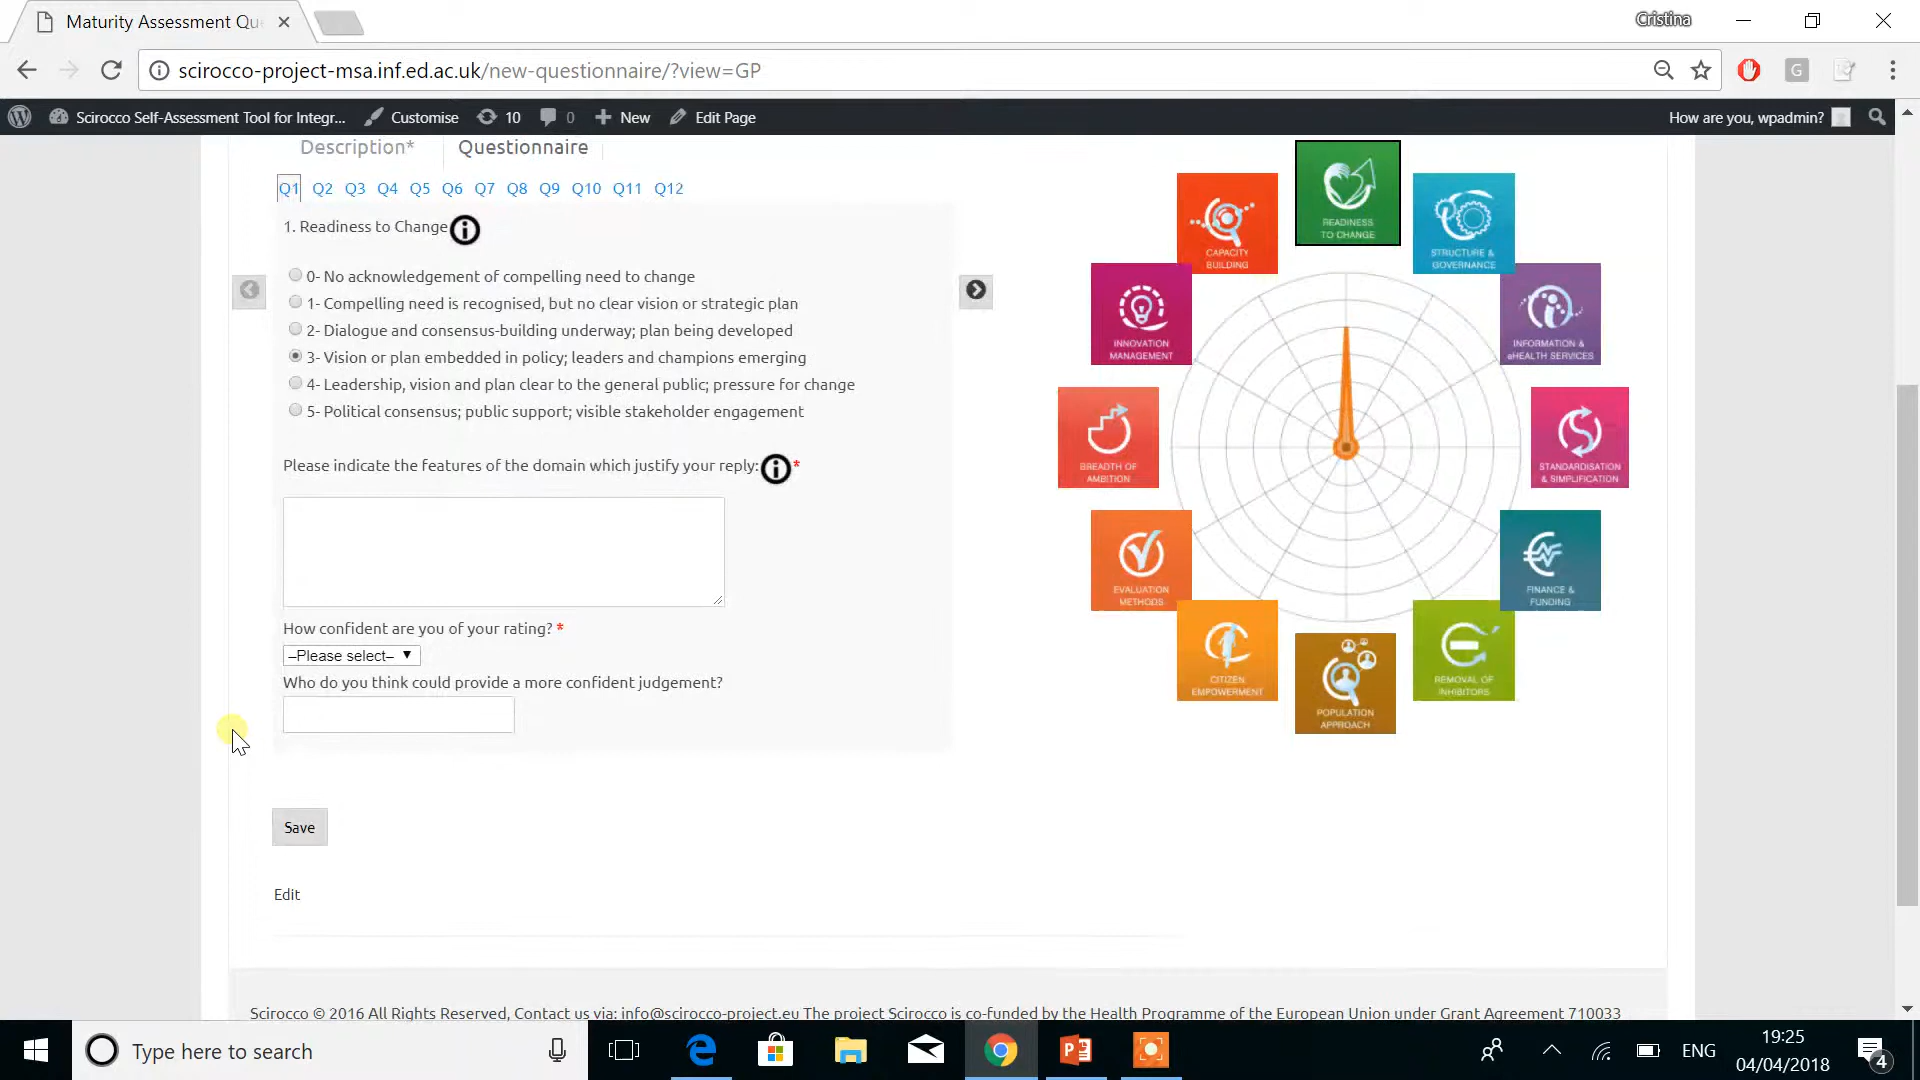 Maturity Assessment Qu
Cristina
scirocco-project-msa.inf.ed.ac.uk/new-questionnaire/?view=GP
G
Scirocco Self-Assessment Tool for Integr...
Customise
10
0
New
Edit Page
How are you, wpadmin?
Description*
Questionnaire
Q1 Q2 Q3 Q4 Q5 Q6 Q7 Q8 Q9 Q10 Q11 Q12
1. Readiness to Change
0- No acknowledgement of compelling need to change
1- Compelling need is recognised, but no clear vision or strategic plan
2- Dialogue and consensus-building underway; plan being developed
3- Vision or plan embedded in policy; leaders and champions emerging
4- Leadership, vision and plan clear to the general public; pressure for change
5- Political consensus; public support; visible stakeholder engagement
Please indicate the features of the domain which justify your reply: *
How confident are you of your rating? *
–Please select–
Who do you think could provide a more confident judgement?
Save
Edit
READINESS
TO CHANGE
STRUCTURE &
GOVERNANCE
INFORMATION &
eHEALTH SERVICES
STANDARDISATION
& SIMPLIFICATION
FINANCE &
FUNDING
REMOVAL OF
INHIBITORS
POPULATION
APPROACH
CITIZEN
EMPOWERMENT
EVALUATION
METHODS
BREADTH OF
AMBITION
INNOVATION
MANAGEMENT
CAPACITY
BUILDING
Scirocco © 2016 All Rights Reserved, Contact us via: info@scirocco-project.eu The project Scirocco is co-funded by the Health Programme of the European Union under Grant Agreement 710033
Type here to search
ENG
19:25
04/04/2018
4